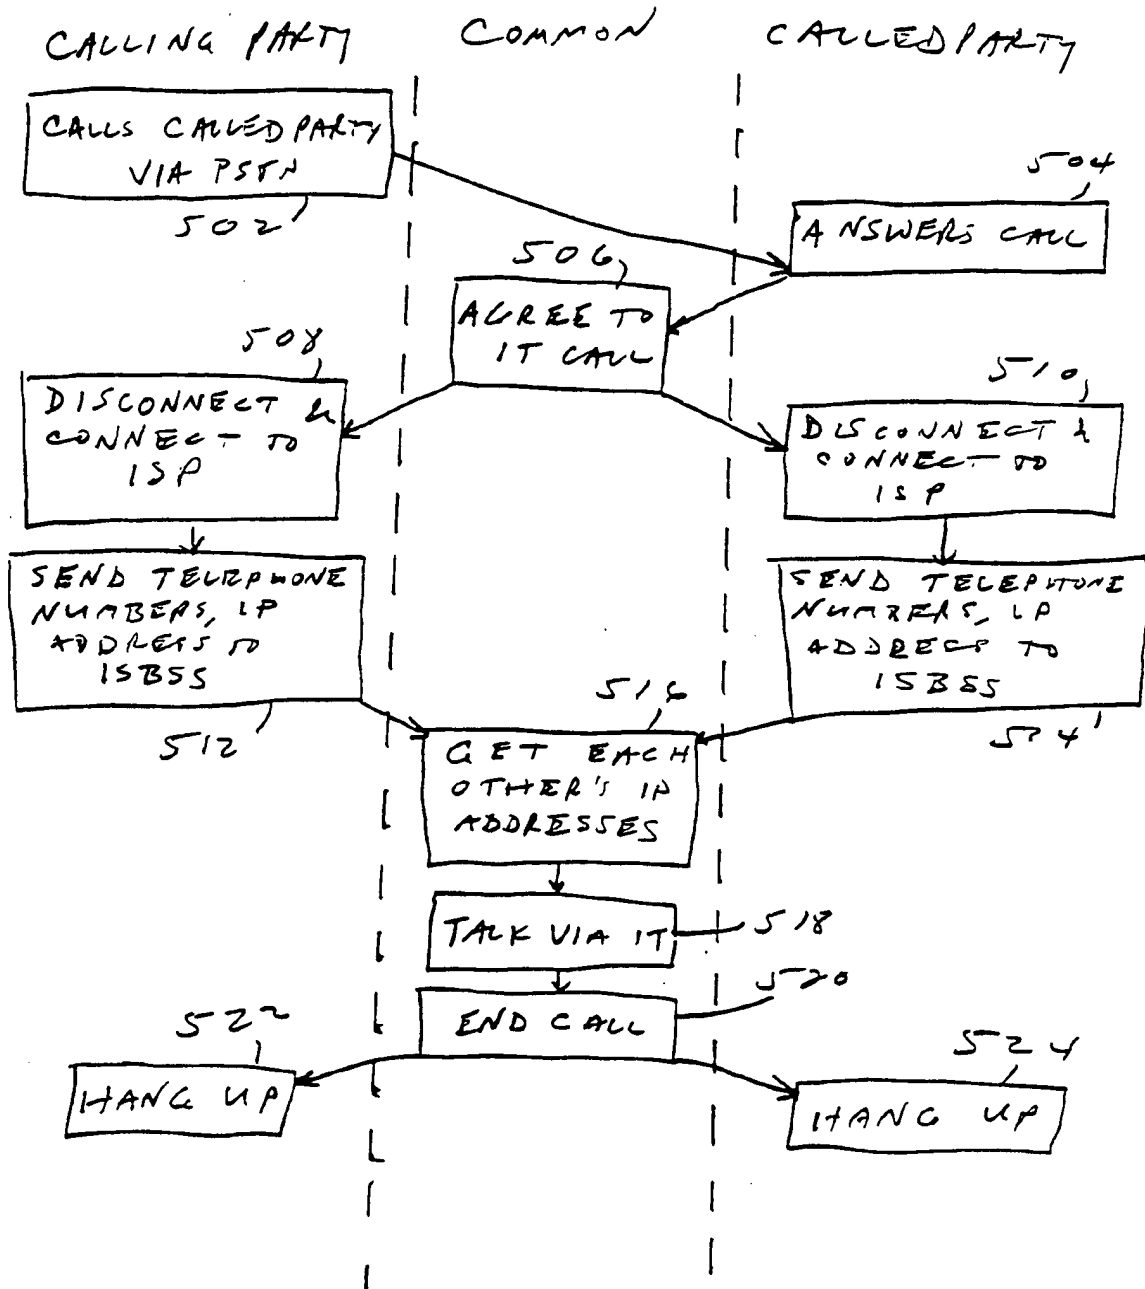 CALLING PARTY
COMMON
CALLED PARTY
CALLS CALLED PARTY
VIA PSTN
502
504
ANSWERS CALL
506
AGREE TO
IT CALL
508
DISCONNECT &
CONNECT TO
ISP
510
DISCONNECT &
CONNECT TO
ISP
SEND TELEPHONE
NUMBERS, IP
ADDRESS TO
ISBSS
512
SEND TELEPHONE
NUMBERS, IP
ADDRESS TO
ISBSS
514
516
GET EACH
OTHER'S IP
ADDRESSES
TALK VIA IT
518
END CALL
520
522
HANG UP
524
HANG UP